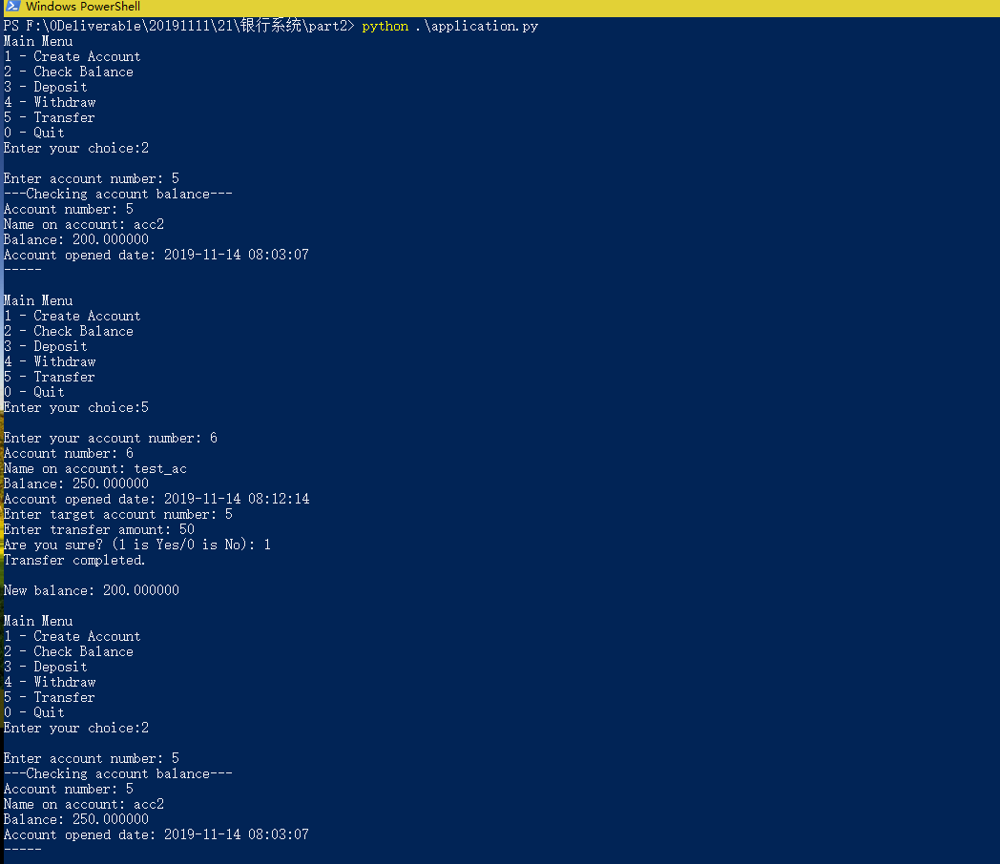 Windows PowerShell
PS F:\0Deliverable\20191111\21\银行系统\part2> python .\application.py
Main Menu
1 - Create Account
2 - Check Balance
3 - Deposit
4 - Withdraw
5 - Transfer
0 - Quit
Enter your choice:2
Enter account number: 5
---Checking account balance---
Account number: 5
Name on account: acc2
Balance: 200.000000
Account opened date: 2019-11-14 08:03:07
-----
Main Menu
1 - Create Account
2 - Check Balance
3 - Deposit
4 - Withdraw
5 - Transfer
0 - Quit
Enter your choice:5
Enter your account number: 6
Account number: 6
Name on account: test_ac
Balance: 250.000000
Account opened date: 2019-11-14 08:12:14
Enter target account number: 5
Enter transfer amount: 50
Are you sure? (1 is Yes/0 is No): 1
Transfer completed.
New balance: 200.000000
Main Menu
1 - Create Account
2 - Check Balance
3 - Deposit
4 - Withdraw
5 - Transfer
0 - Quit
Enter your choice:2
Enter account number: 5
---Checking account balance---
Account number: 5
Name on account: acc2
Balance: 250.000000
Account opened date: 2019-11-14 08:03:07
-----